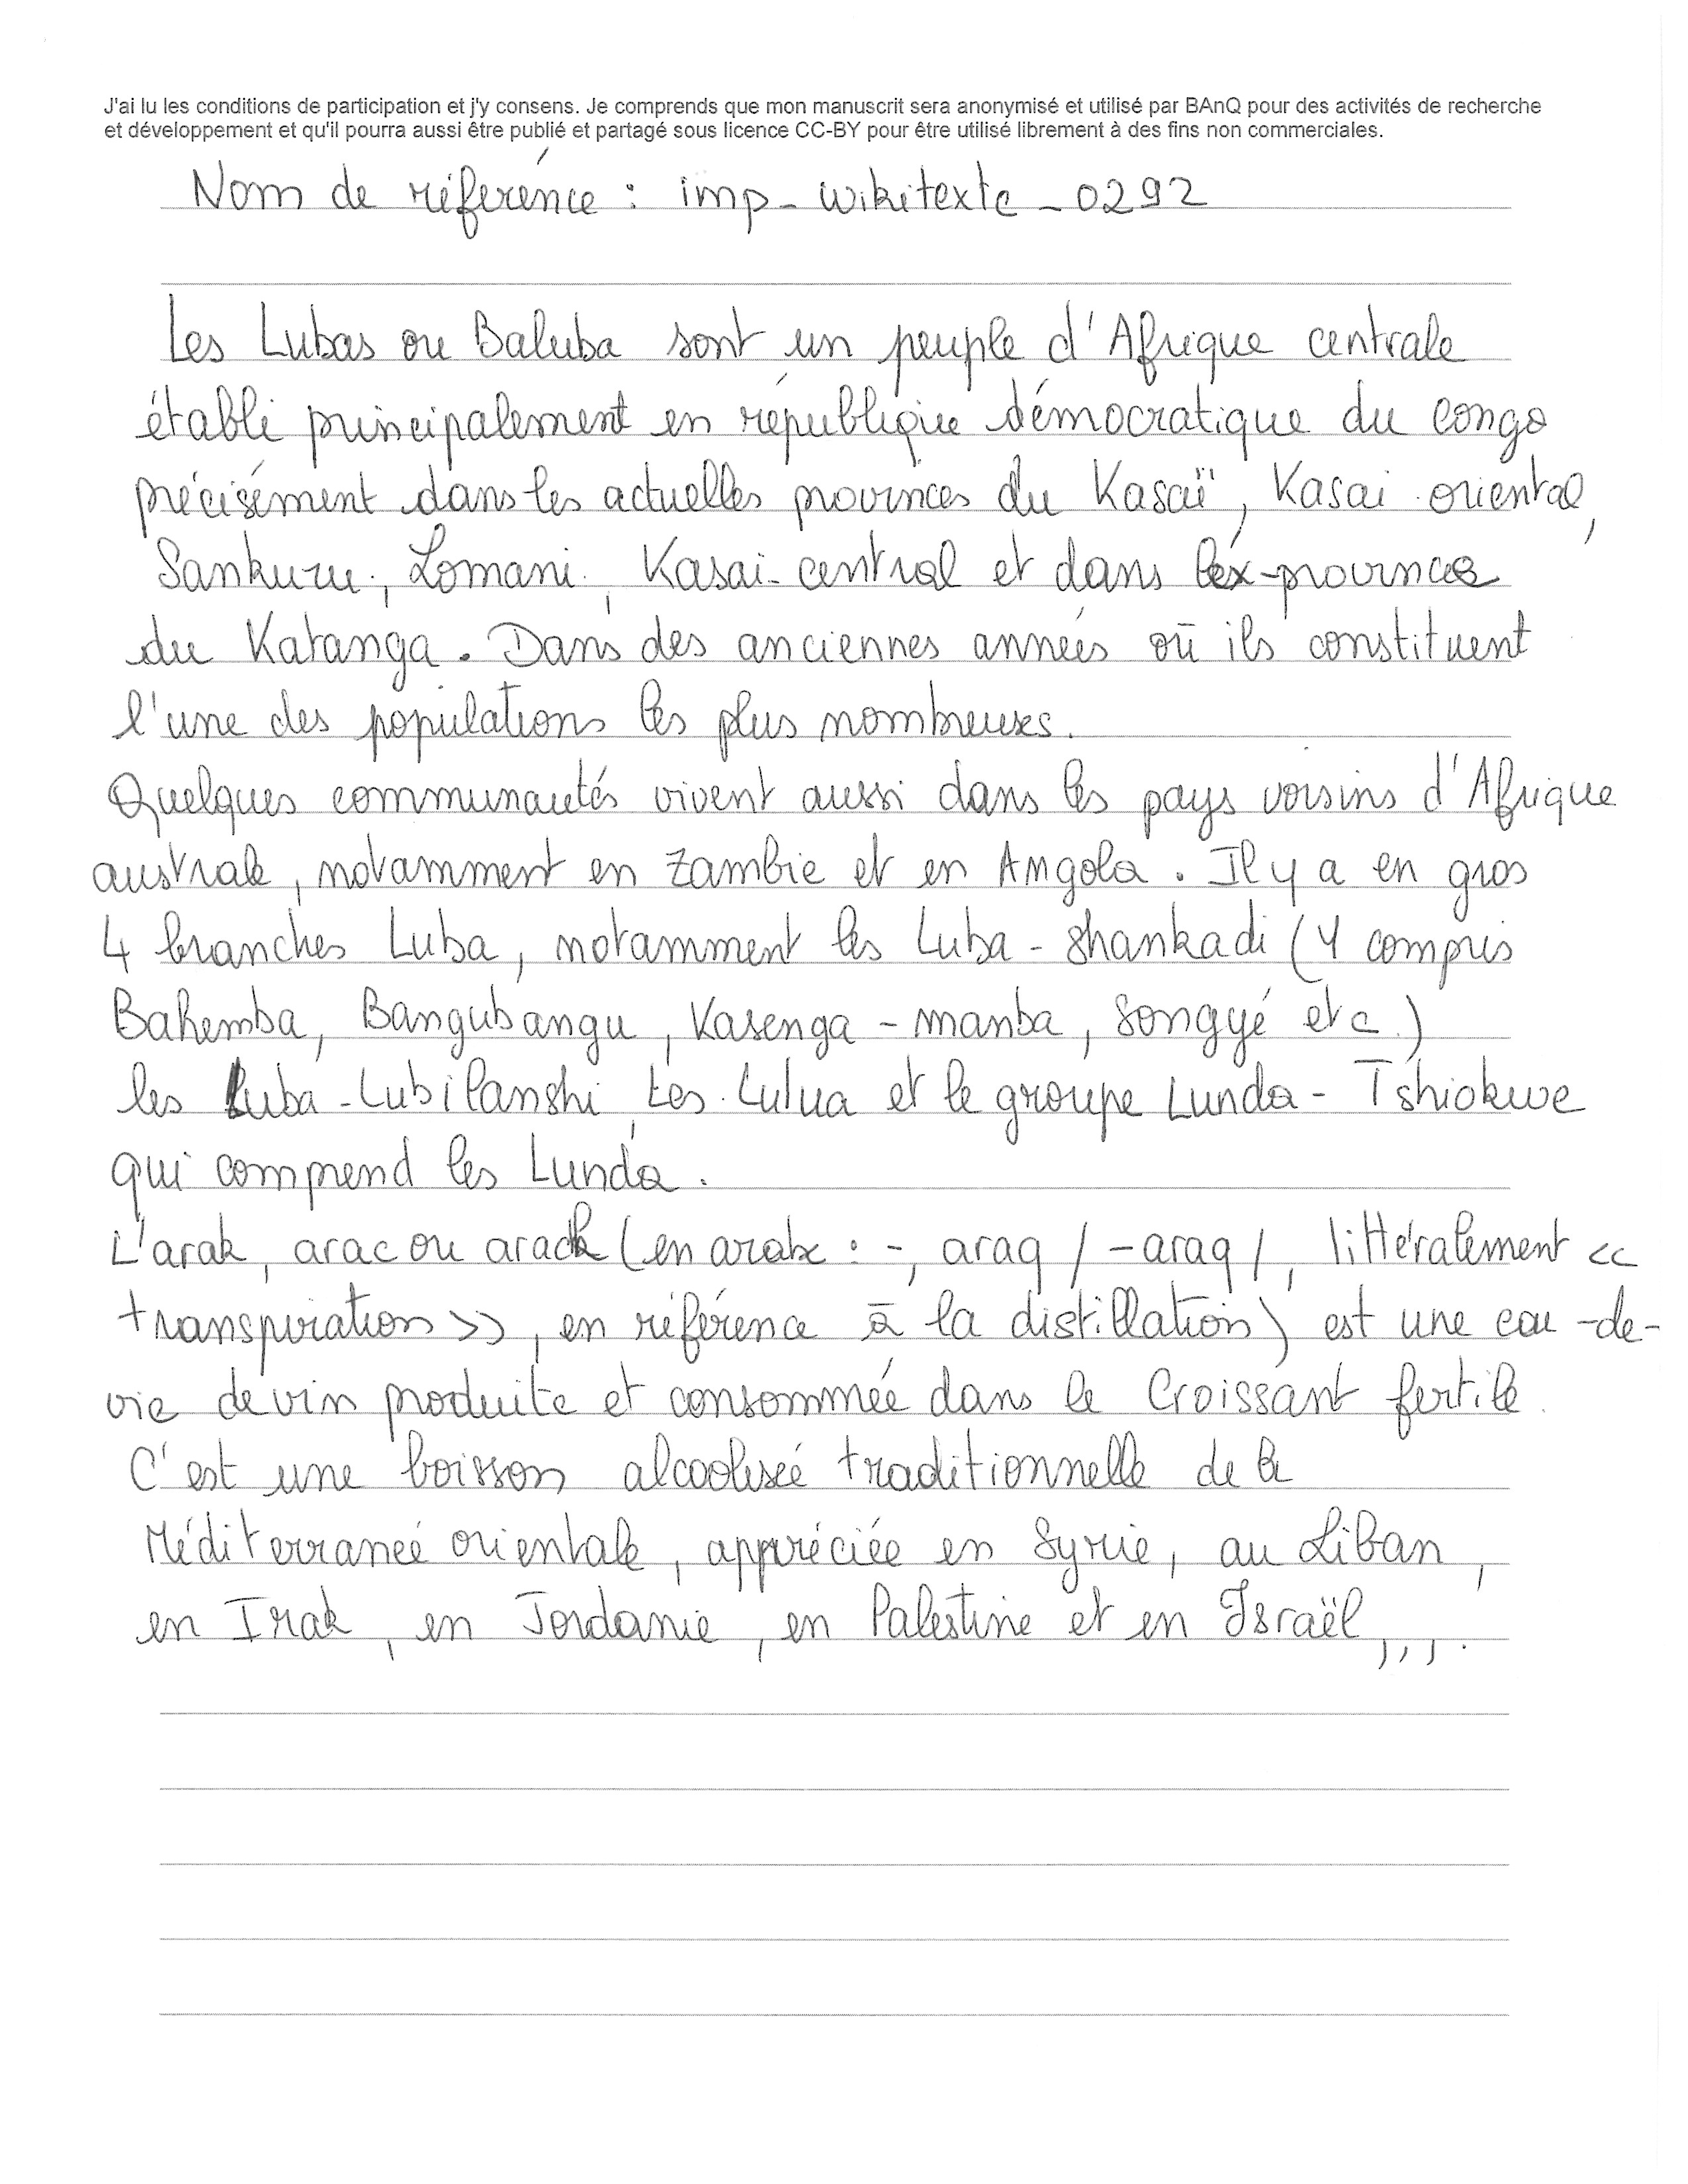 J'ai lu les conditions de participation et j'y consens. Je comprends que mon manuscrit sera anonymisé et utilisé par BAnQ pour des activités de recherche
et développement et qu'il pourra aussi être publié et partagé sous licence CC-BY pour être utilisé librement à des fins non commerciales.
Nom de référence : imp_wikitexte_0292
Les Lubas ou Baluba sont un peuple d'Afrique centrale
établi principalement en république démocratique du congo
précisément dans les actuelles provinces du Kasaï, Kasai oriental,
Sankuru, Lomani, Kasai-central et dans l'ex-province
du Katanga. Dans des anciennes années où ils constituent
l'une des populations les plus nombreuses.
Quelques communautés vivent aussi dans les pays voisins d'Afrique
australe, notamment en Zambie et en Angola. Il y a en gros
4 branches Luba, notamment les Luba-Shankadi (Y compris
Bahemba, Bangubangu, Kasenga-manba, Songyé etc.)
les Luba-Lubilanshi, Les Lulua et le groupe Lunda-Tshiokwe
qui comprend les Lunda.
L'arak, arac ou arack (en arabe : -, araq / -araq /, littéralement <<
transpiration >>, en référence à la distillation) est une eau-de-
vie de vin produite et consommée dans le Croissant fertile.
C'est une boisson alcoolisée traditionnelle de la
Méditerranée orientale, appréciée en Syrie, au Liban,
en Irak, en Jordanie, en Palestine et en Israël,,,.